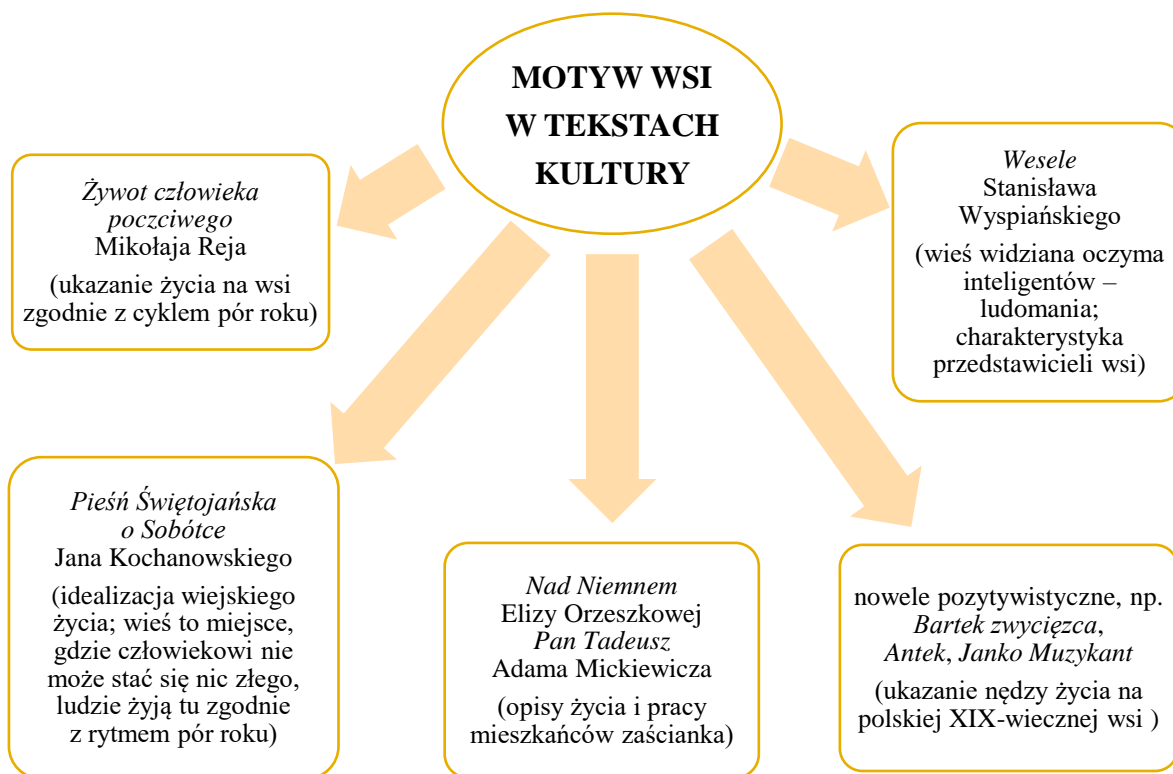 MOTYW WSI
W TEKSTACH
KULTURY
Żywot człowieka
poczciwego
Mikołaja Reja
(ukazanie życia na wsi
zgodnie z cyklem pór roku)
Wesele
Stanisława
Wyspiańskiego
(wieś widziana oczyma
inteligentów –
ludomania;
charakterystyka
przedstawicieli wsi)
Pieśń Świętojańska
o Sobótce
Jana Kochanowskiego
(idealizacja wiejskiego
życia; wieś to miejsce,
gdzie człowiekowi nie
może stać się nic złego,
ludzie żyją tu zgodnie
z rytmem pór roku)
Nad Niemnem
Elizy Orzeszkowej
Pan Tadeusz
Adama Mickiewicza
(opisy życia i pracy
mieszkańców zaścianka)
nowele pozytywistyczne, np.
Bartek zwycięzca,
Antek, Janko Muzykant
(ukazanie nędzy życia na
polskiej XIX-wiecznej wsi )